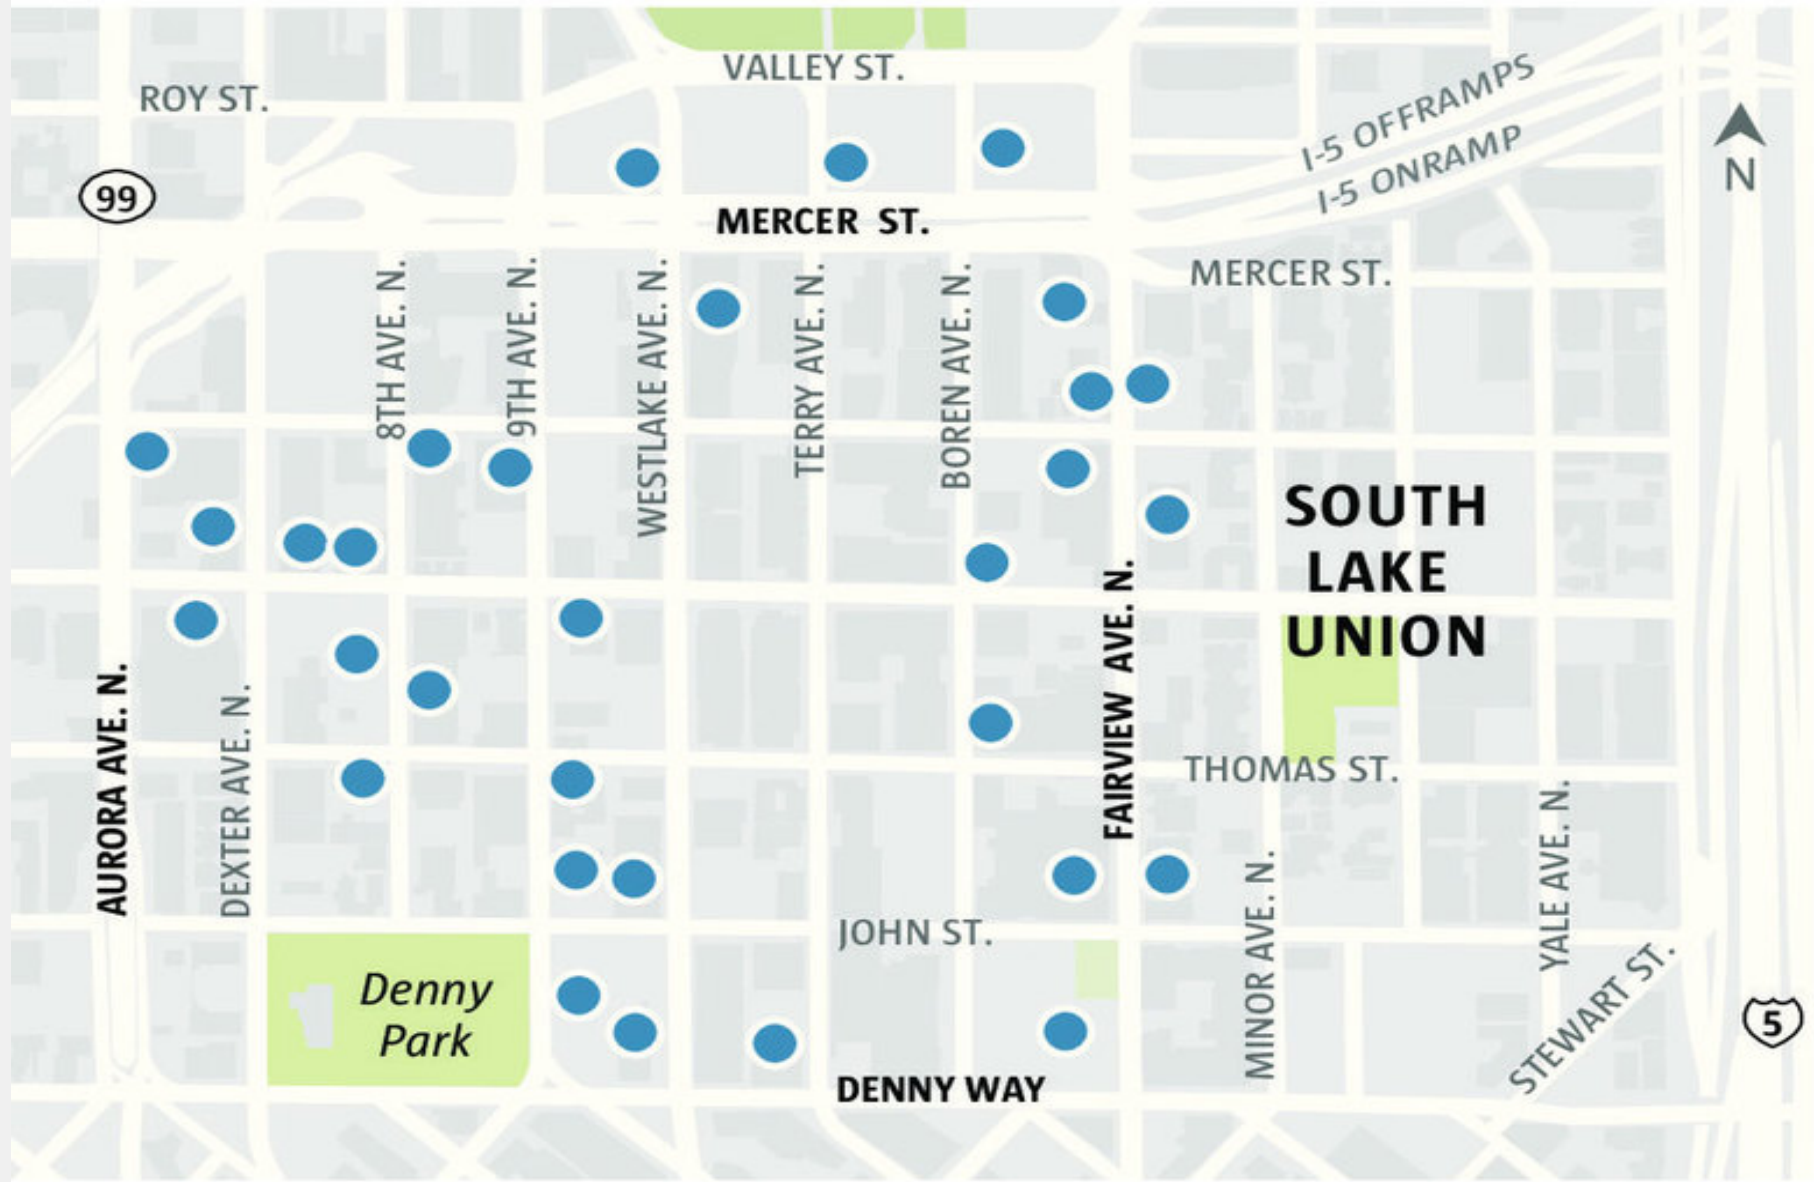 VALLEY ST.
ROY ST.
I-5 OFFRAMPS
I-5 ONRAMP
N
99
MERCER ST.
MERCER ST.
8TH AVE. N.
9TH AVE. N.
WESTLAKE AVE. N.
TERRY AVE. N.
BOREN AVE. N.
SOUTH
LAKE
UNION
FAIRVIEW AVE. N.
AURORA AVE. N.
DEXTER AVE. N.
THOMAS ST.
YALE AVE. N.
MINOR AVE. N.
JOHN ST.
STEWART ST.
Denny
Park
5
DENNY WAY